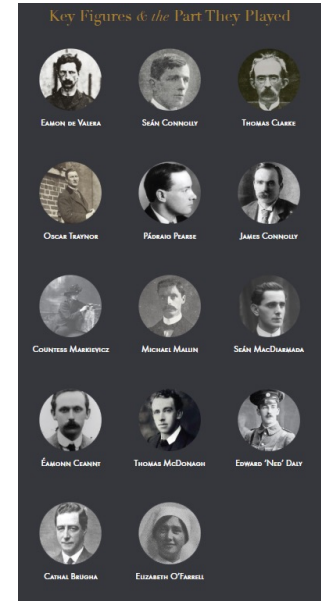 Key Figures & the Part They Played
Eamon de Valera
Seán Connolly
Thomas Clarke
Oscar Traynor
Pádraig Pearse
James Connolly
Countess Markievicz
Michael Mallin
Seán MacDiarmada
Éamonn Ceannt
Thomas McDonagh
Edward 'Ned' Daly
Cathal Brugha
Elizabeth O'Farrell